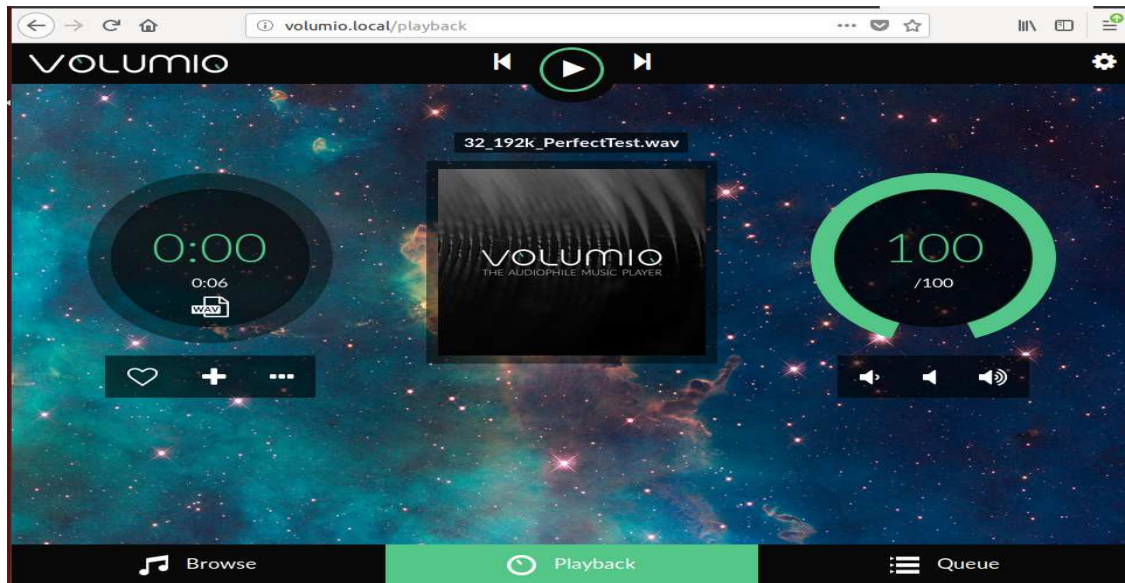 volumio.local/playback
VOLUMIO
32_192k_PerfectTest.wav
0:00
0:06
WAV
VOLUMIO
THE AUDIOPHILE MUSIC PLAYER
100
/100
Browse
Playback
Queue